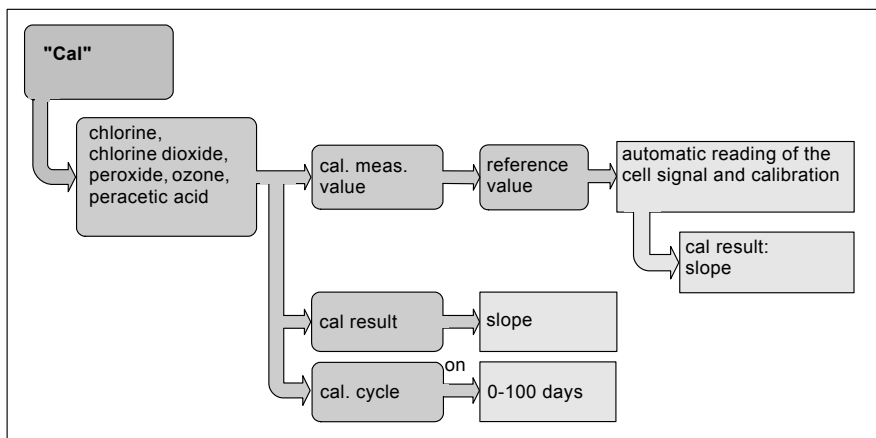 "Cal"
chlorine,
chlorine dioxide,
peroxide, ozone,
peracetic acid
cal. meas.
value
reference
value
automatic reading of the
cell signal and calibration
cal result:
slope
cal result
slope
cal. cycle
on
0-100 days